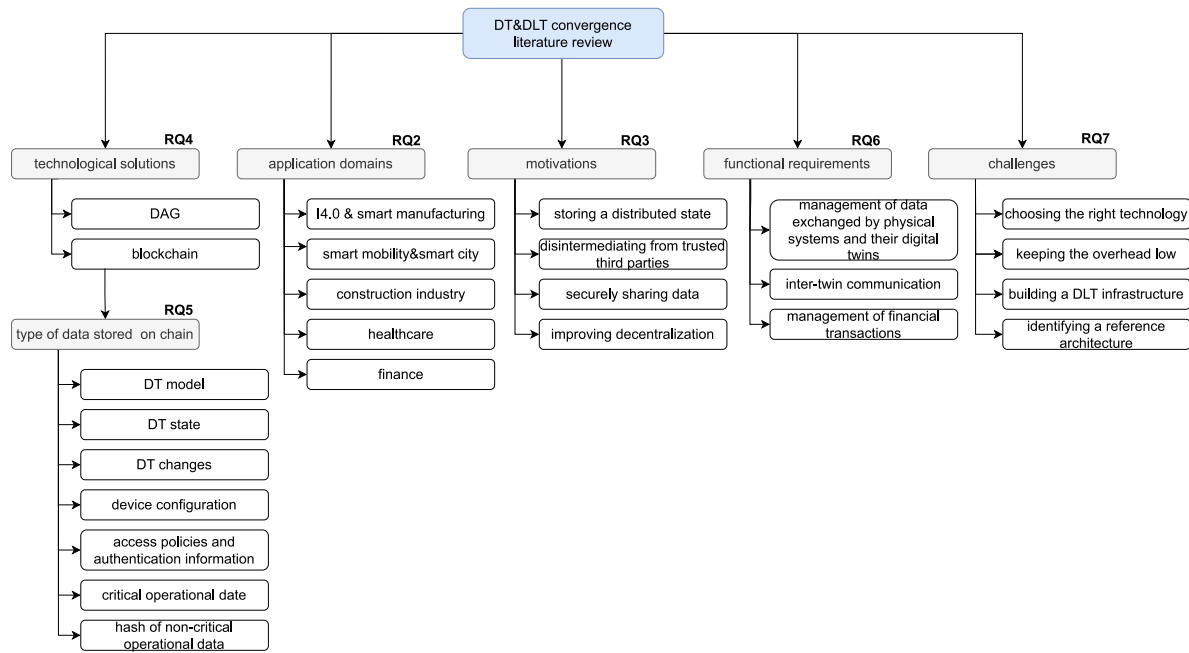 DT&DLT convergence
literature review
RQ4
technological solutions
DAG
blockchain
RQ5
type of data stored on chain
DT model
DT state
DT changes
device configuration
access policies and
authentication information
critical operational date
hash of non-critical
operational data
RQ2
application domains
I4.0 & smart manufacturing
smart mobility&smart city
construction industry
healthcare
finance
RQ3
motivations
storing a distributed state
disintermediating from trusted
third parties
securely sharing data
improving decentralization
RQ6
functional requirements
management of data
exchanged by physical
systems and their digital
twins
inter-twin communication
management of financial
transactions
RQ7
challenges
choosing the right technology
keeping the overhead low
building a DLT infrastructure
identifying a reference
architecture